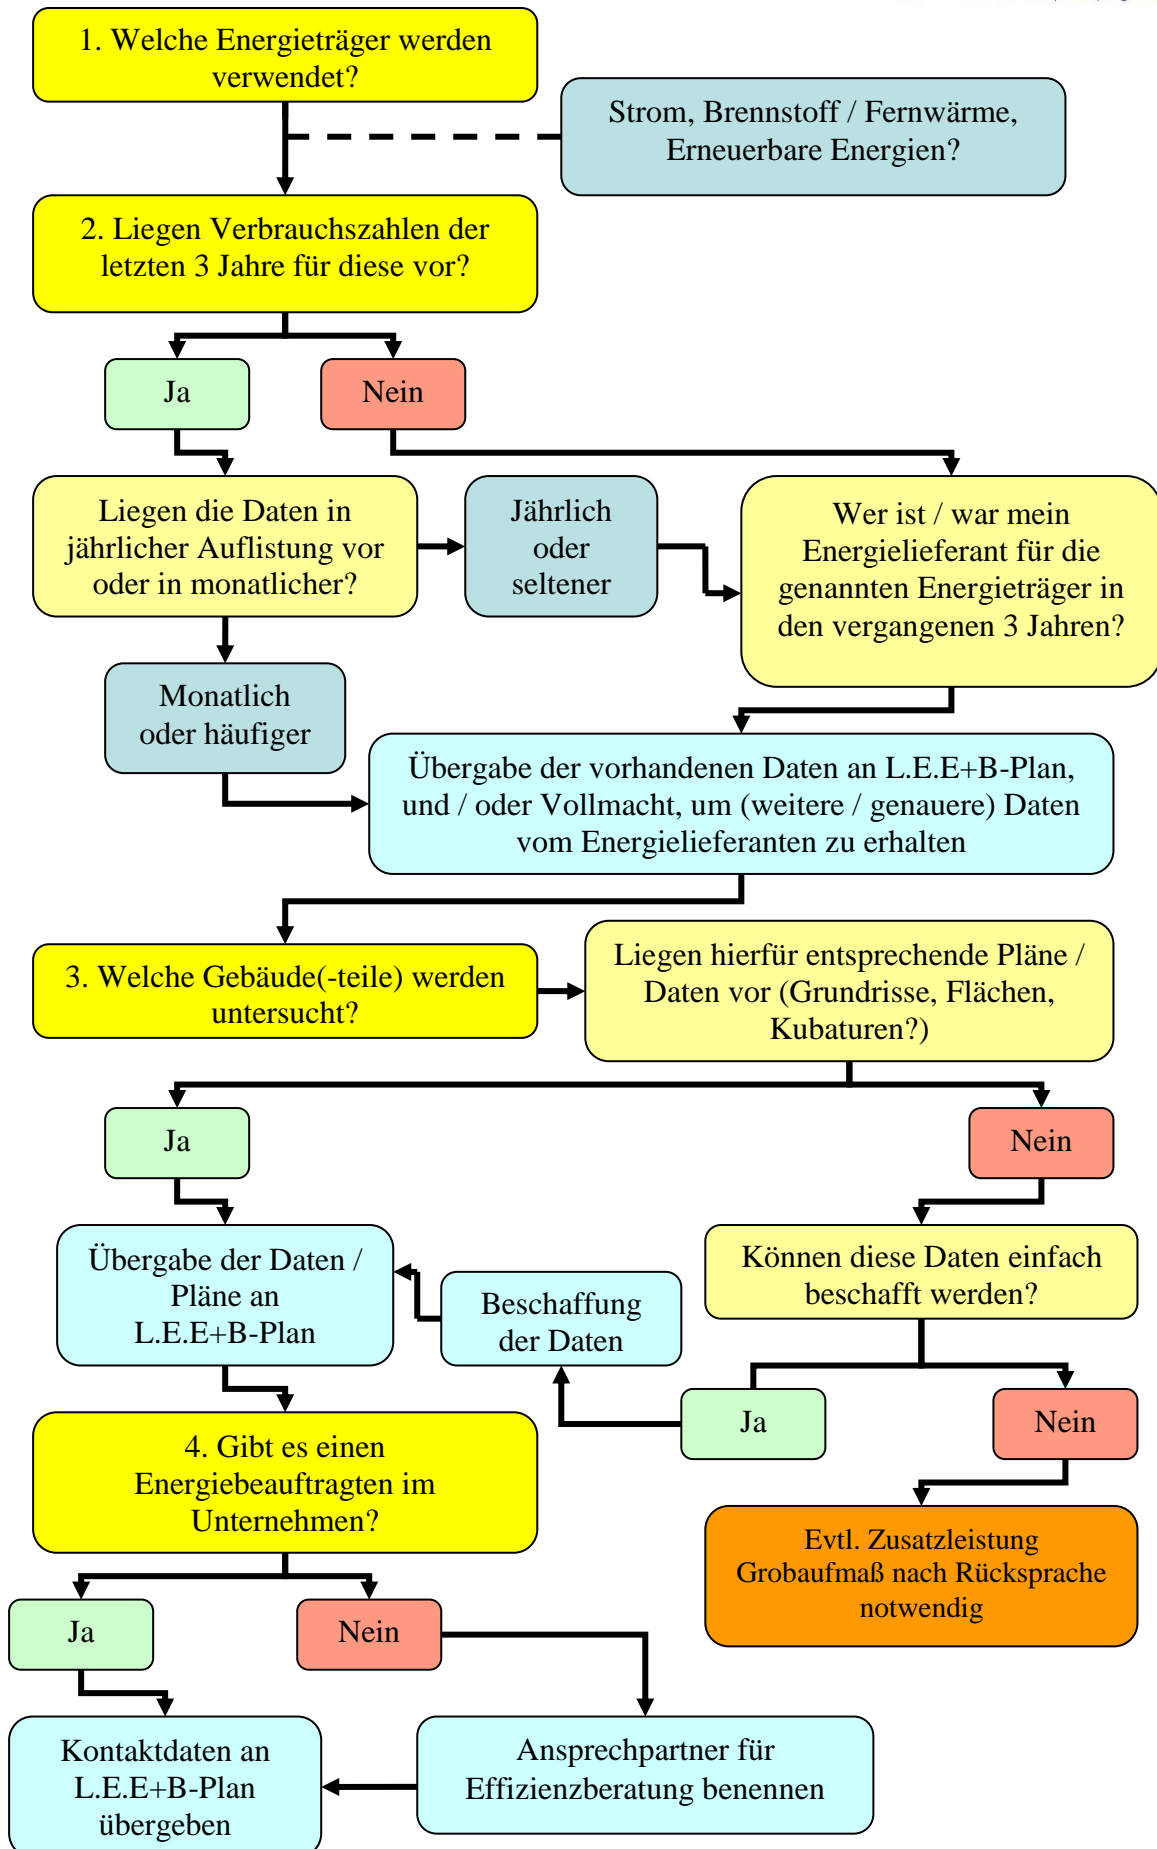 1. Welche Energieträger werden
verwendet?
Strom, Brennstoff / Fernwärme,
Erneuerbare Energien?
2. Liegen Verbrauchszahlen der
letzten 3 Jahre für diese vor?
Ja
Nein
Liegen die Daten in
jährlicher Auflistung vor
oder in monatlicher?
Jährlich
oder
seltener
Wer ist / war mein
Energielieferant für die
genannten Energieträger in
den vergangenen 3 Jahren?
Monatlich
oder häufiger
Übergabe der vorhandenen Daten an L.E.E+B-Plan,
und / oder Vollmacht, um (weitere / genauere) Daten
vom Energielieferanten zu erhalten
3. Welche Gebäude(-teile) werden
untersucht?
Liegen hierfür entsprechende Pläne /
Daten vor (Grundrisse, Flächen,
Kubaturen?)
Ja
Nein
Übergabe der Daten /
Pläne an
L.E.E+B-Plan
Beschaffung
der Daten
Können diese Daten einfach
beschafft werden?
Ja
Nein
4. Gibt es einen
Energiebeauftragten im
Unternehmen?
Evtl. Zusatzleistung
Grobaufmaß nach Rücksprache
notwendig
Ja
Nein
Kontaktdaten an
L.E.E+B-Plan
übergeben
Ansprechpartner für
Effizienzberatung benennen